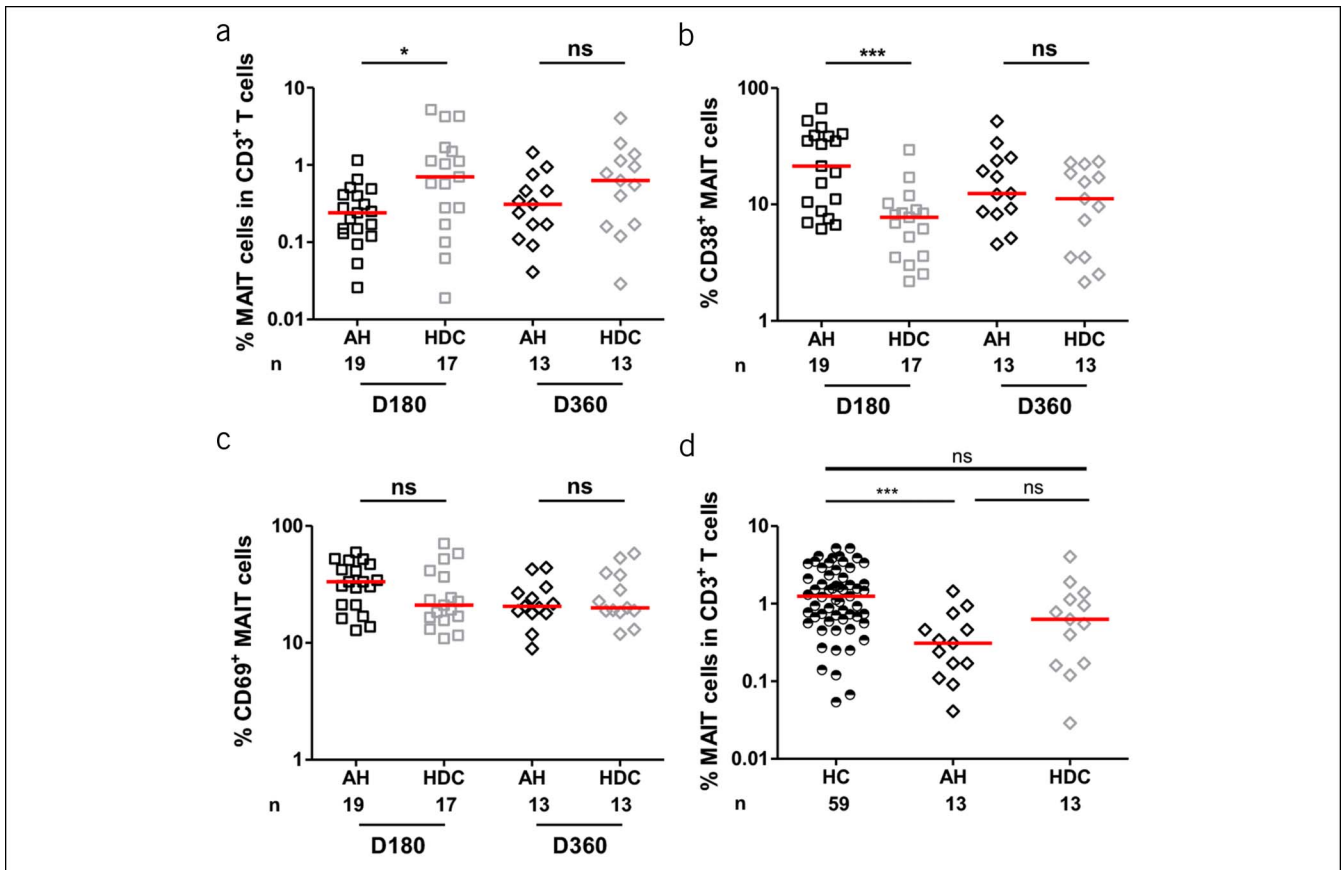 a
* ns
% MAIT cells in CD3⁺ T cells
10
1
0.1
0.01
AH HDC AH HDC
n 19 17 13 13
D180 D360
b
*** ns
% CD38⁺ MAIT cells
100
10
1
AH HDC AH HDC
n 19 17 13 13
D180 D360
c
ns ns
% CD69⁺ MAIT cells
100
10
1
AH HDC AH HDC
n 19 17 13 13
D180 D360
d
ns
*** ns
% MAIT cells in CD3⁺ T cells
10
1
0.1
0.01
HC AH HDC
n 59 13 13